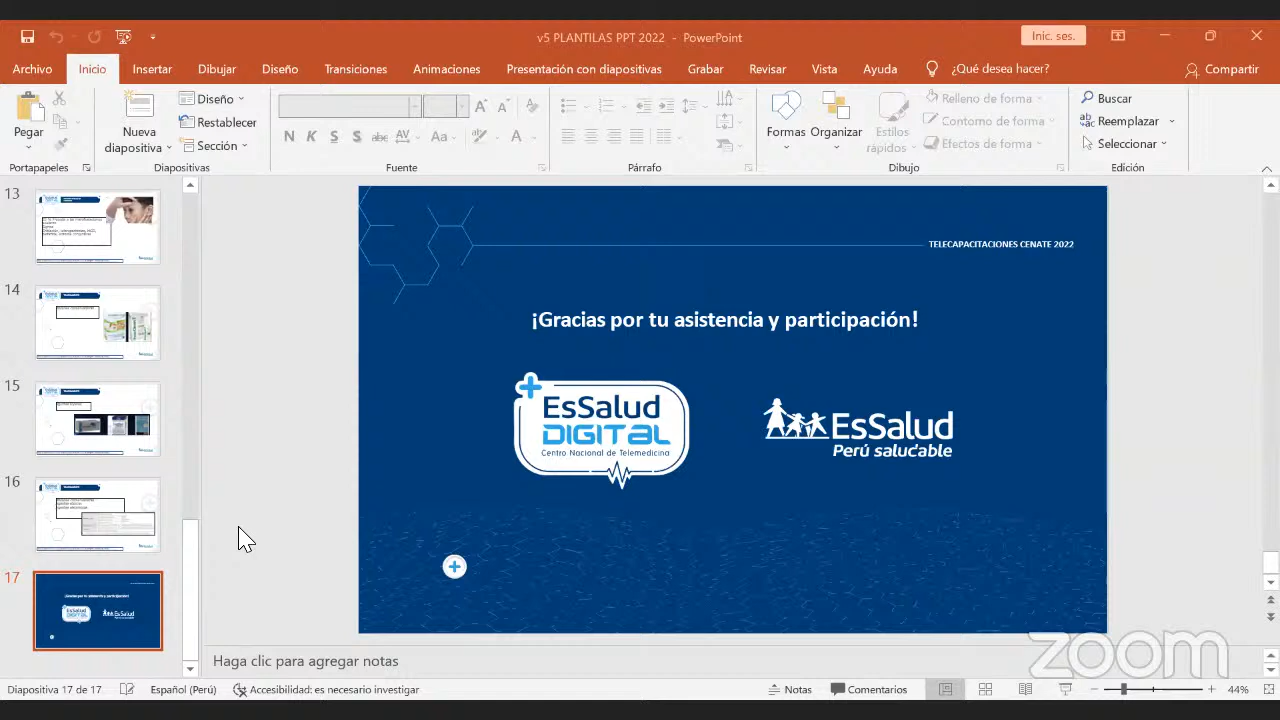 v5 PLANTILAS PPT 2022 - PowerPoint
Inic. ses.
Archivo Inicio Insertar Dibujar Diseño Transiciones Animaciones Presentación con diapositivas Grabar Revisar Vista Ayuda ¿Qué desea hacer? Compartir
Pegar
Nueva diapositiva
Diseño
Restablecer
Sección
N K S S abc AV Aa A
Formas Organizar Estilos rápidos
Relleno de forma
Contorno de forma
Efectos de forma
Buscar
Reemplazar
Seleccionar
Portapapeles Diapositivas Fuente Párrafo Dibujo Edición
13
14
15
16
17
TELECAPACITACIONES CENATE 2022
¡Gracias por tu asistencia y participación!
EsSalud
DIGITAL
Centro Nacional de Telemedicina
EsSalud
Perú saludable
zoom
Haga clic para agregar notas
Diapositiva 17 de 17 Español (Perú) Accesibilidad: es necesario investigar Notas Comentarios 44%